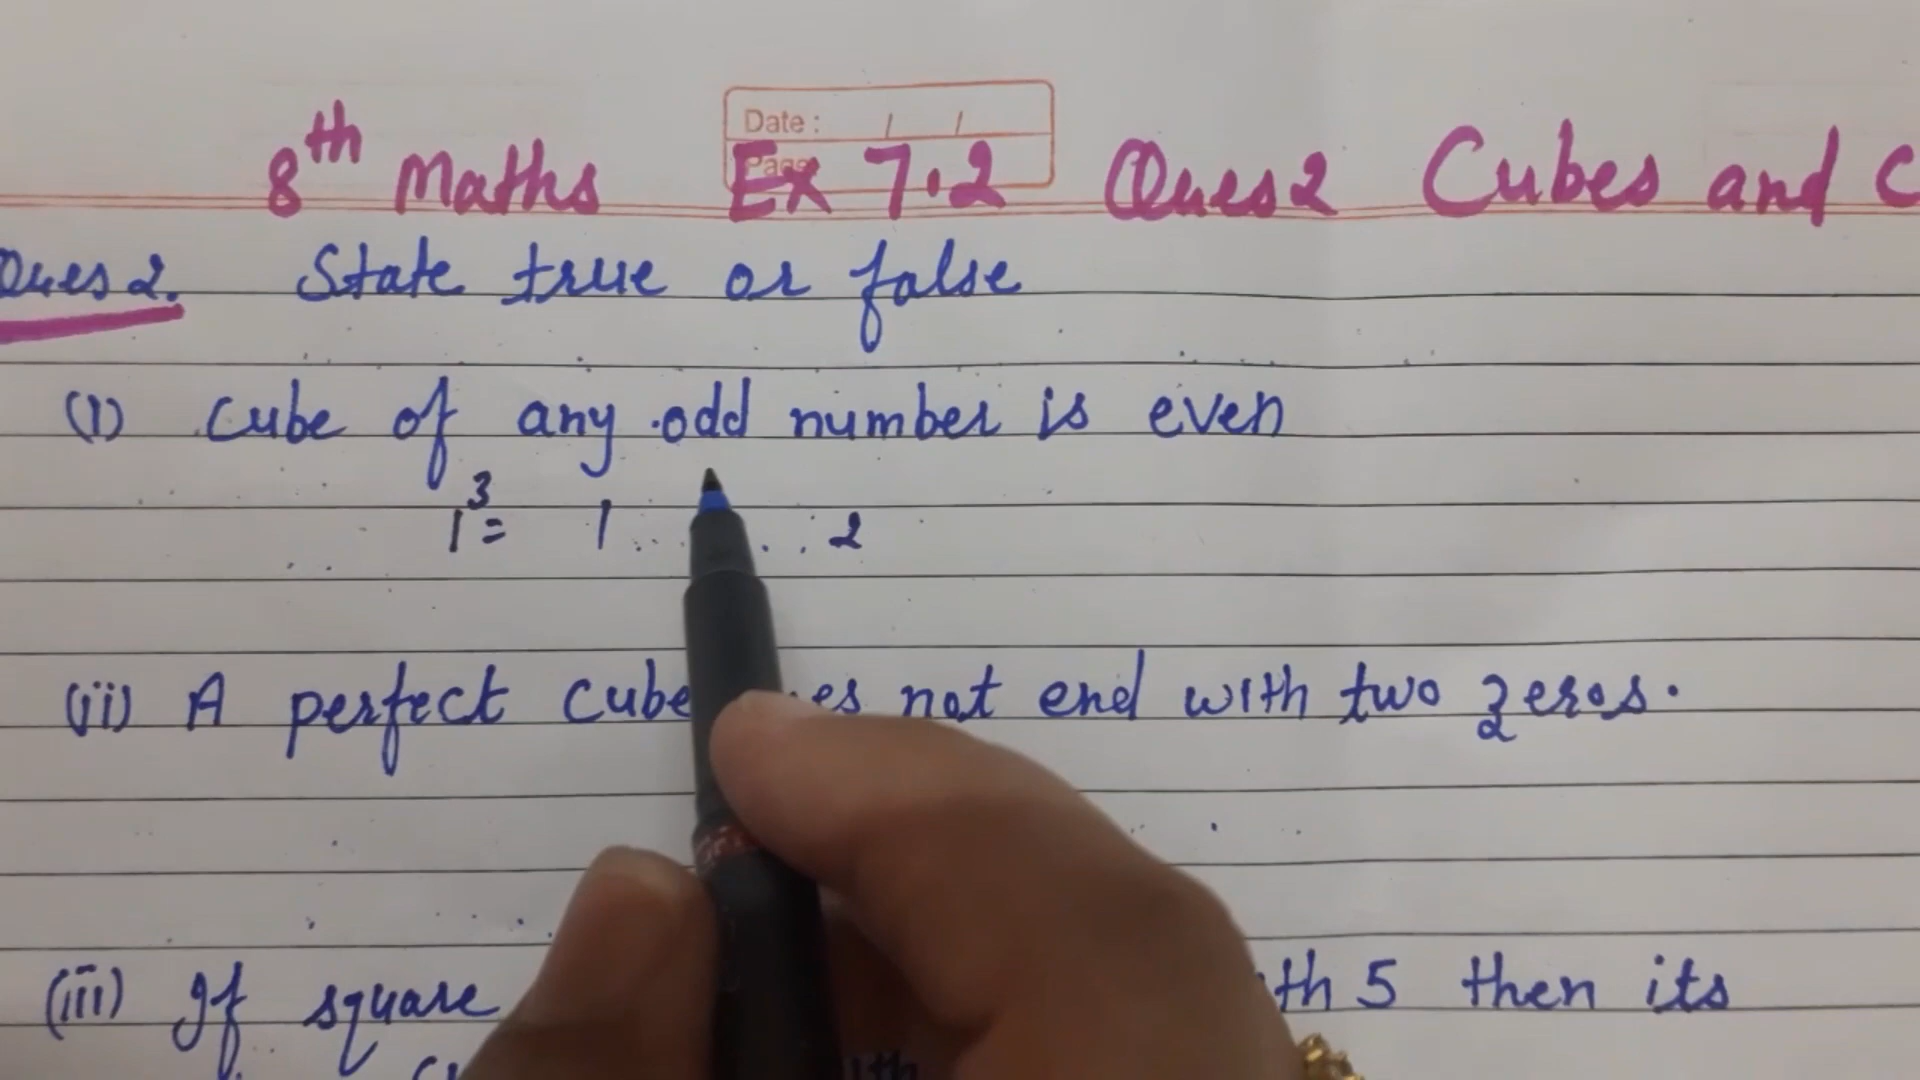 Date : / /
Page
8th Maths Ex 7.2 Ques 2 Cubes and C
Ques 2. State true or false
(i) Cube of any odd number is even
1³ = 1 2
(ii) A perfect cube es not end with two zeros.
(iii) If square th 5 then its